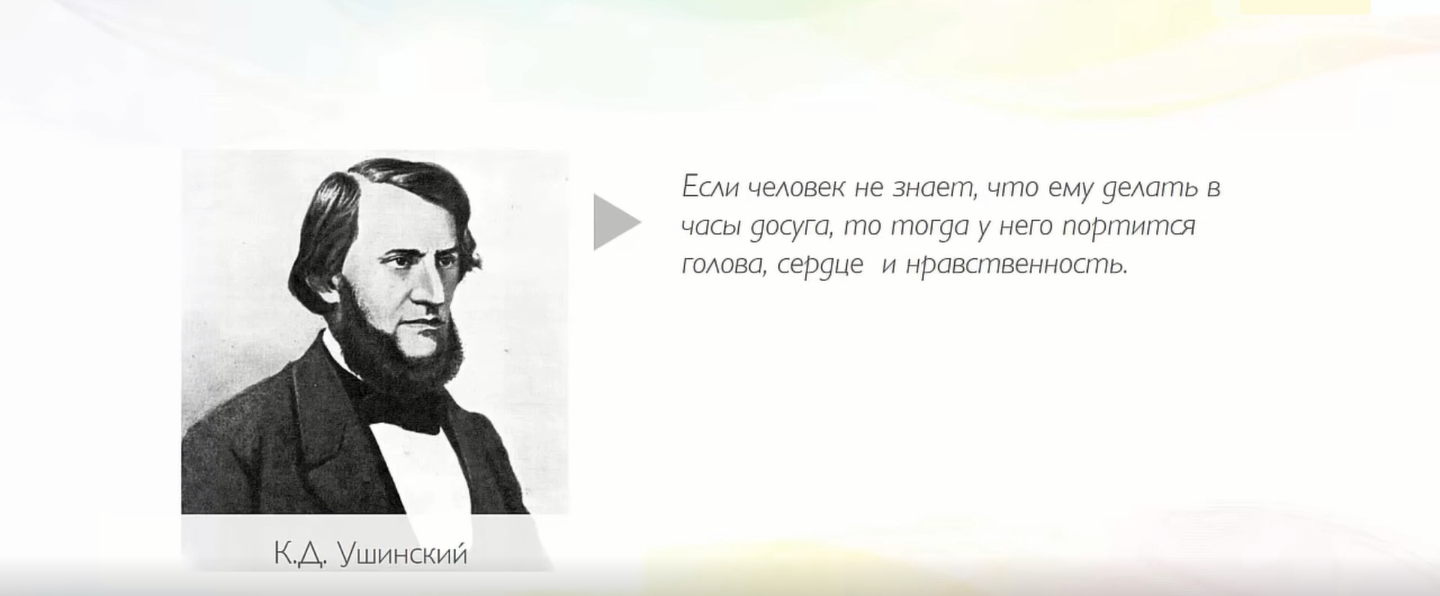 Если человек не знает, что ему делать в
часы досуга, то тогда у него портится
голова, сердце и нравственность.
К.Д. Ушинский